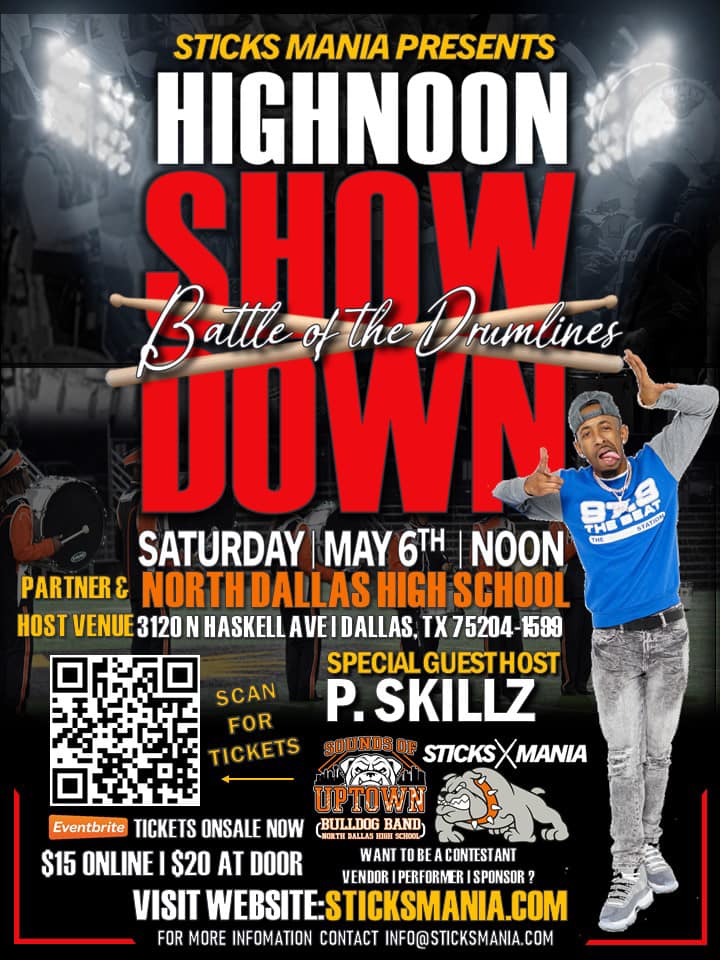 STICKS MANIA PRESENTS
HIGHNOON
SHOW
Battle of the Drumlines
DOWN
SATURDAY | MAY 6TH | NOON
PARTNER &
HOST VENUE
NORTH DALLAS HIGH SCHOOL
3120 N HASKELL AVE | DALLAS, TX 75204-1599
97.9
THE BEAT
THE STATION
SPECIAL GUEST HOST
P. SKILLZ
SCAN
FOR
TICKETS
SOUNDS OF
UPTOWN
BULLDOG BAND
NORTH DALLAS HIGH SCHOOL
STICKSXMANIA
Eventbrite TICKETS ONSALE NOW
$15 ONLINE | $20 AT DOOR
WANT TO BE A CONTESTANT
VENDOR | PERFORMER | SPONSOR ?
VISIT WEBSITE:STICKSMANIA.COM
FOR MORE INFOMATION CONTACT INFO@STICKSMANIA.COM